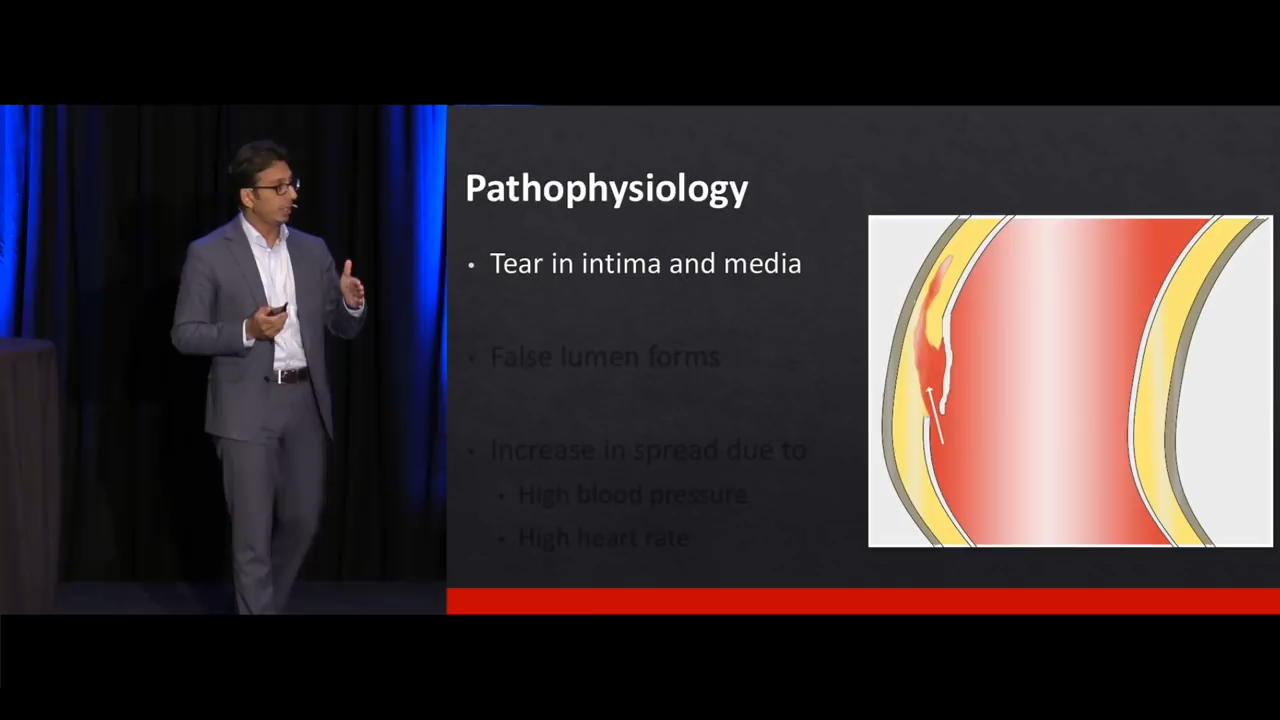 Pathophysiology
• Tear in intima and media
• False lumen forms
• Increase in spread due to
• High blood pressure
• High heart rate